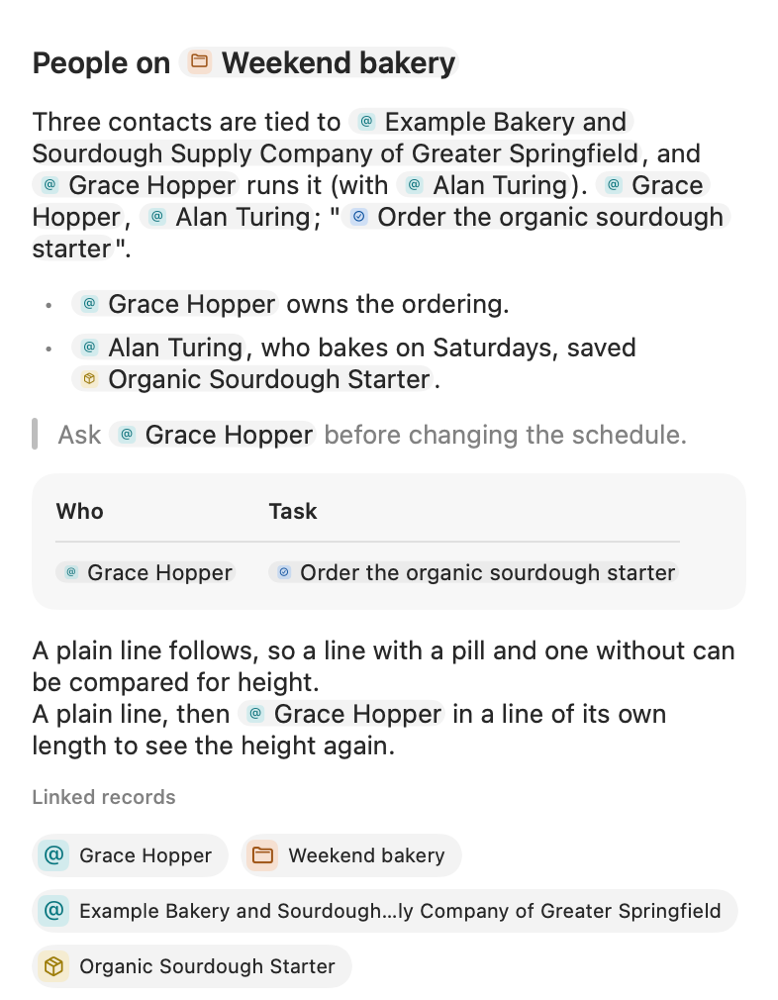 People on Weekend bakery
Three contacts are tied to @ Example Bakery and
Sourdough Supply Company of Greater Springfield, and
@ Grace Hopper runs it (with @ Alan Turing). @ Grace
Hopper, @ Alan Turing; "Order the organic sourdough
starter".
• @ Grace Hopper owns the ordering.
• @ Alan Turing, who bakes on Saturdays, saved
Organic Sourdough Starter.
Ask @ Grace Hopper before changing the schedule.
Who Task
@ Grace Hopper Order the organic sourdough starter
A plain line follows, so a line with a pill and one without can
be compared for height.
A plain line, then @ Grace Hopper in a line of its own
length to see the height again.
Linked records
@ Grace Hopper Weekend bakery
@ Example Bakery and Sourdough...ly Company of Greater Springfield
Organic Sourdough Starter